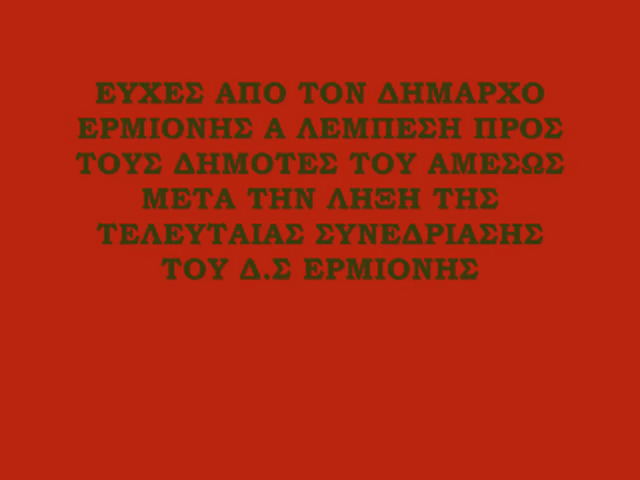 ΕΥΧΕΣ ΑΠΟ ΤΟΝ ΔΗΜΑΡΧΟ
ΕΡΜΙΟΝΗΣ Α ΛΕΜΠΕΣΗ ΠΡΟΣ
ΤΟΥΣ ΔΗΜΟΤΕΣ ΤΟΥ ΑΜΕΣΩΣ
ΜΕΤΑ ΤΗΝ ΛΗΞΗ ΤΗΣ
ΤΕΛΕΥΤΑΙΑΣ ΣΥΝΕΔΡΙΑΣΗΣ
ΤΟΥ Δ.Σ ΕΡΜΙΟΝΗΣ